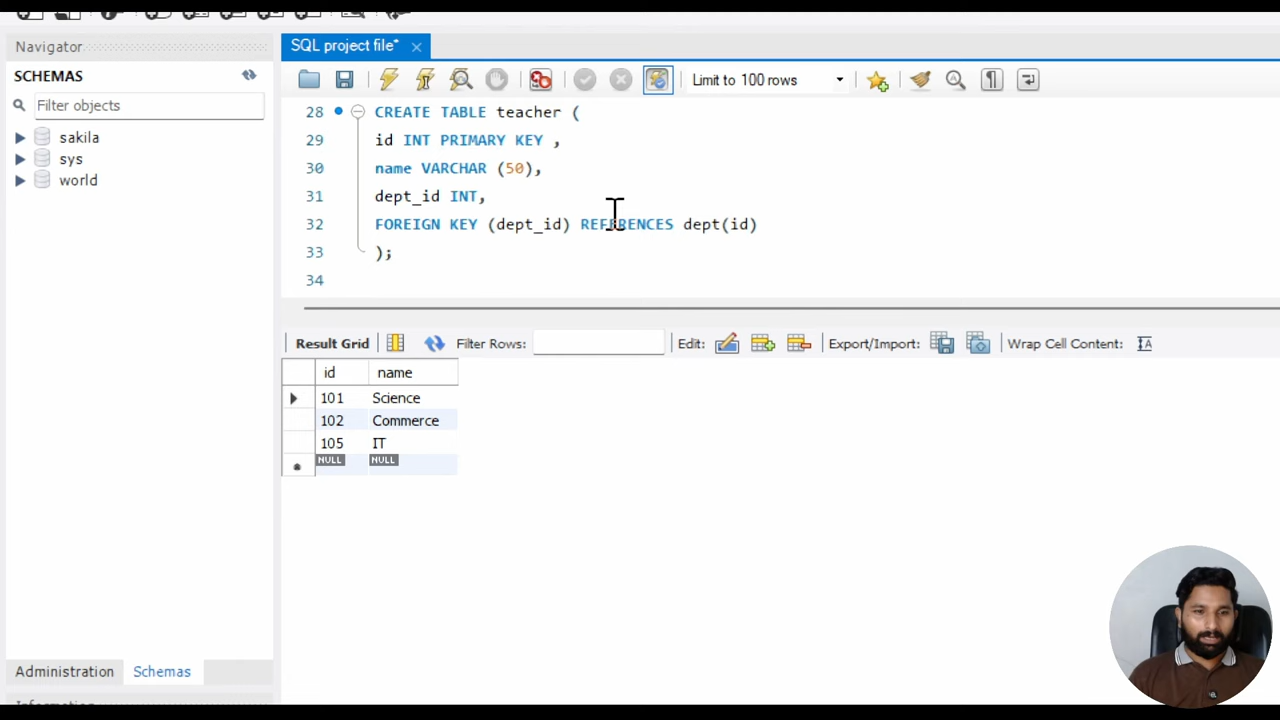 Navigator
SCHEMAS
Filter objects
sakila
sys
world
Administration
Schemas
SQL project file*
Limit to 100 rows
28 CREATE TABLE teacher (
29 id INT PRIMARY KEY ,
30 name VARCHAR (50),
31 dept_id INT,
32 FOREIGN KEY (dept_id) REFERENCES dept(id)
33 );
34
Result Grid Filter Rows: Edit: Export/Import: Wrap Cell Content:
id name
101 Science
102 Commerce
105 IT
NULL NULL